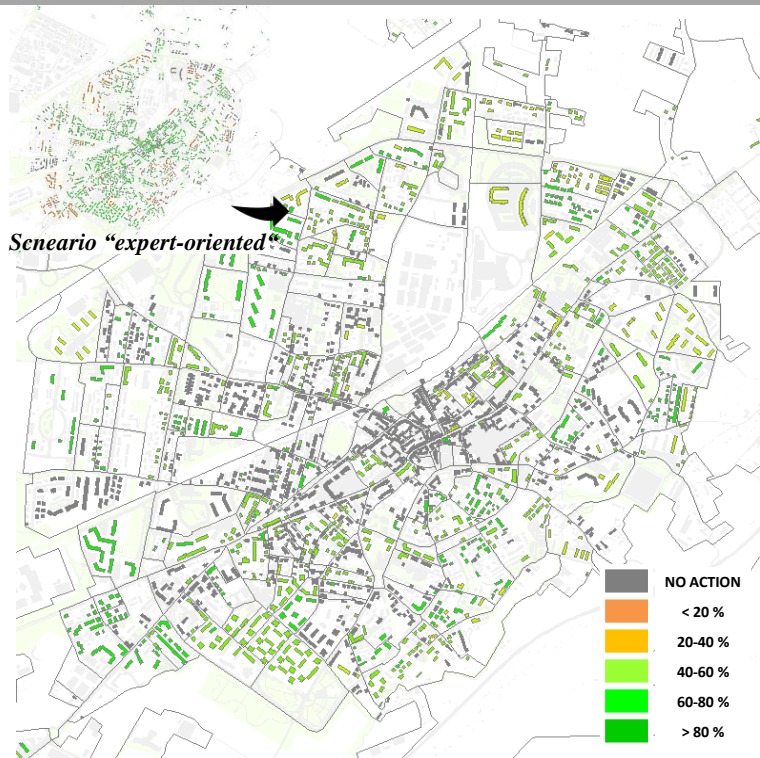 Scneario “expert-oriented“
NO ACTION
< 20 %
20-40 %
40-60 %
60-80 %
> 80 %